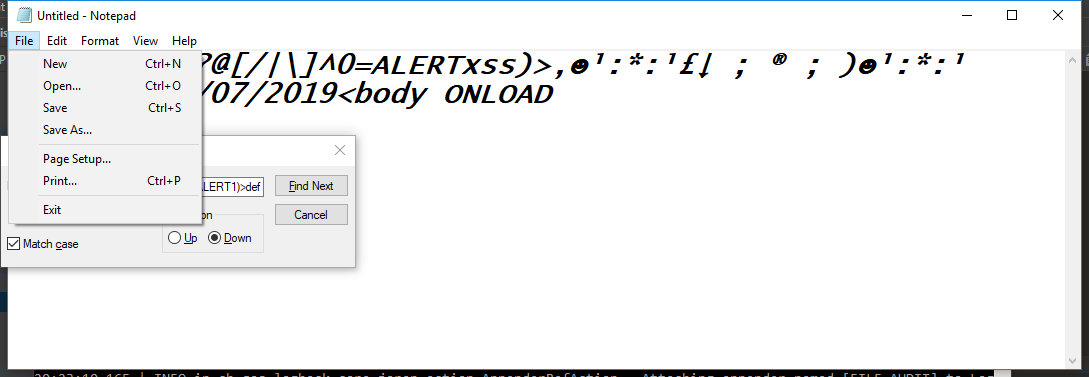 Untitled - Notepad
File Edit Format View Help
New Ctrl+N
Open... Ctrl+O
Save Ctrl+S
Save As...
Page Setup...
Print... Ctrl+P
Exit
?@[/|\]^O=ALERTxss)>,☻¹:*:¹£⇂ ; ® ; )☻¹:*:¹
/07/2019<body ONLOAD
ALERT1)>def
Find Next
Cancel
Up Down
Match case